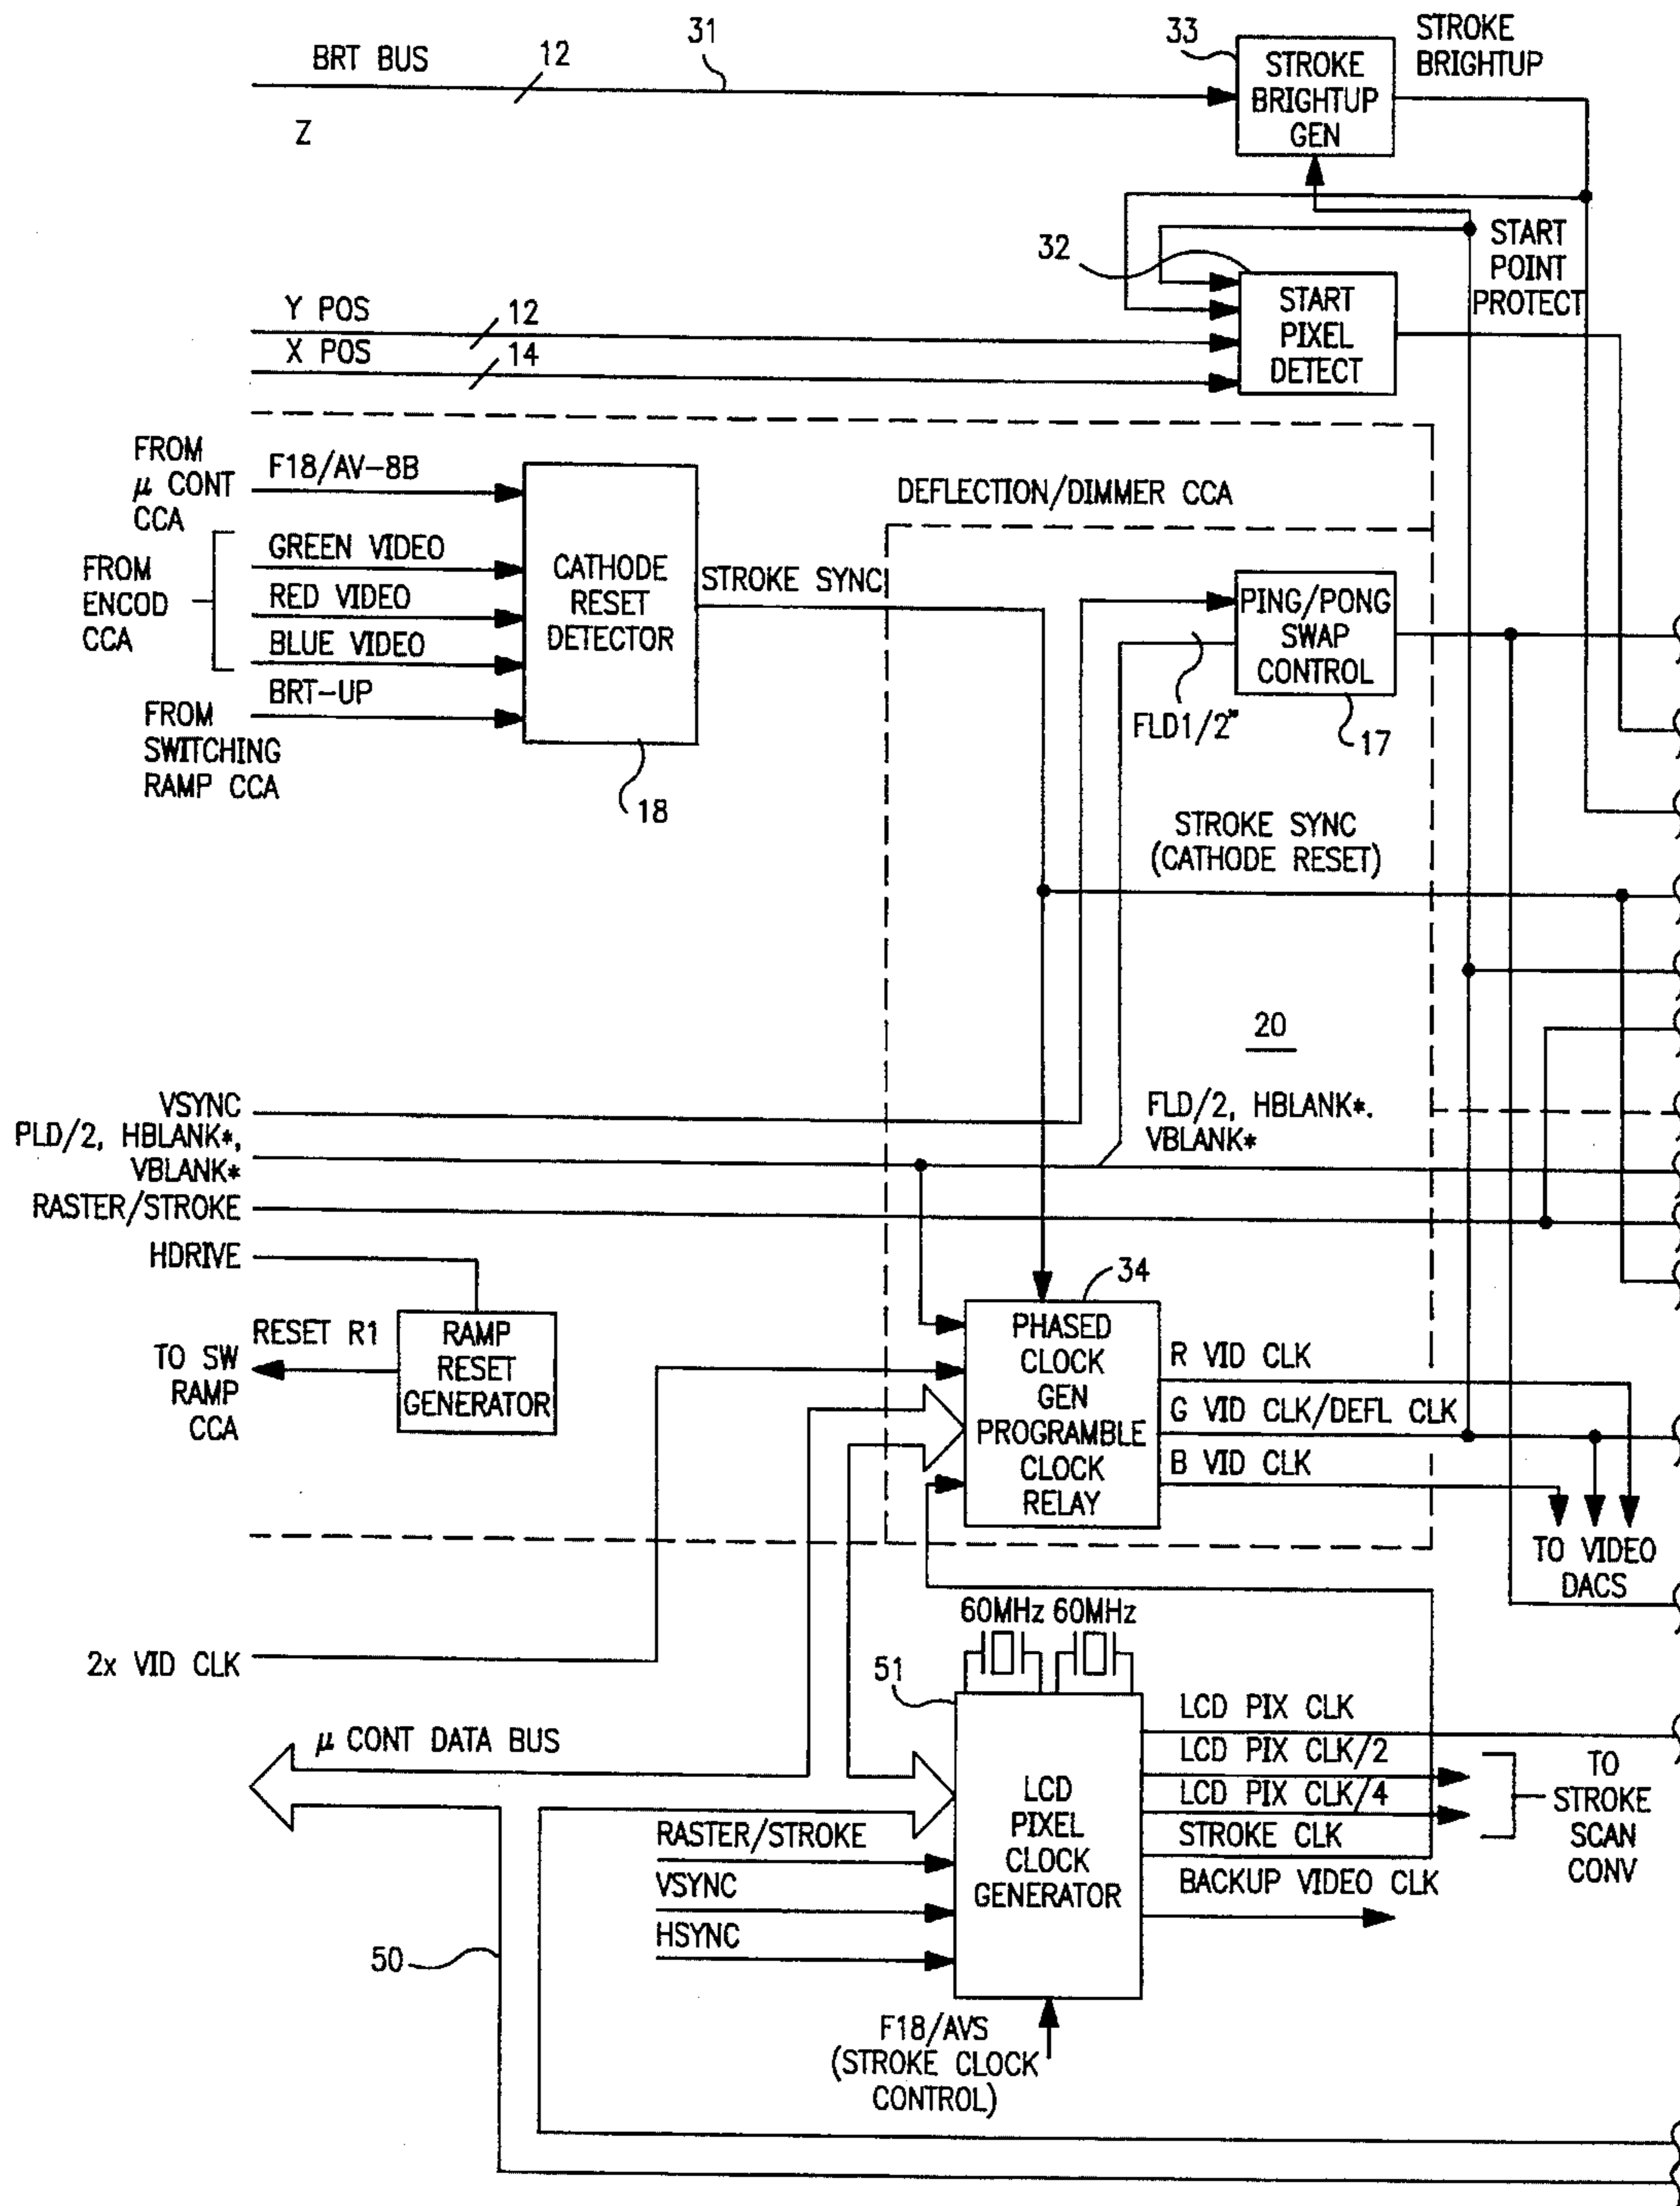 BRT BUS
12
31
33
STROKE
BRIGHTUP
STROKE
BRIGHTUP
GEN
Z
32
START
POINT
PROTECT
Y POS
12
X POS
14
START
PIXEL
DETECT
FROM
μ CONT
CCA
F18/AV-8B
DEFLECTION/DIMMER CCA
FROM
ENCOD
CCA
GREEN VIDEO
RED VIDEO
BLUE VIDEO
BRT-UP
FROM
SWITCHING
RAMP CCA
CATHODE
RESET
DETECTOR
18
STROKE SYNC
PING/PONG
SWAP
CONTROL
FLD1/2*
17
STROKE SYNC
(CATHODE RESET)
20
VSYNC
PLD/2, HBLANK*,
VBLANK*
FLD/2, HBLANK*.
VBLANK*
RASTER/STROKE
HDRIVE
RESET R1
TO SW
RAMP
CCA
RAMP
RESET
GENERATOR
34
PHASED
CLOCK
GEN
PROGRAMBLE
CLOCK
RELAY
R VID CLK
G VID CLK/DEFL CLK
B VID CLK
TO VIDEO
DACS
2x VID CLK
60MHz 60MHz
51
μ CONT DATA BUS
LCD
PIXEL
CLOCK
GENERATOR
LCD PIX CLK
LCD PIX CLK/2
LCD PIX CLK/4
STROKE CLK
BACKUP VIDEO CLK
TO
STROKE
SCAN
CONV
RASTER/STROKE
VSYNC
HSYNC
50
F18/AVS
(STROKE CLOCK
CONTROL)